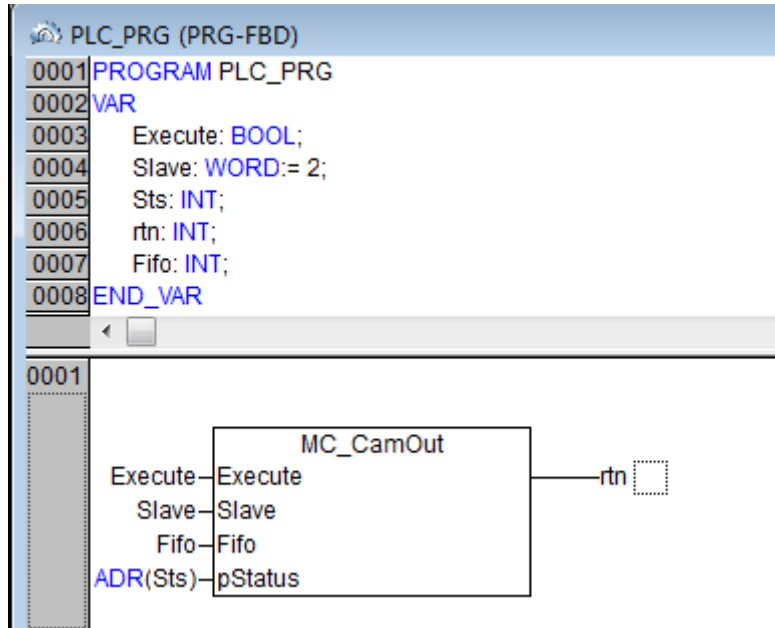 PLC_PRG (PRG-FBD)
0001 PROGRAM PLC_PRG
0002 VAR
0003 Execute: BOOL;
0004 Slave: WORD:= 2;
0005 Sts: INT;
0006 rtn: INT;
0007 Fifo: INT;
0008 END_VAR
0001
MC_CamOut
Execute Execute rtn
Slave Slave
Fifo Fifo
ADR(Sts) pStatus